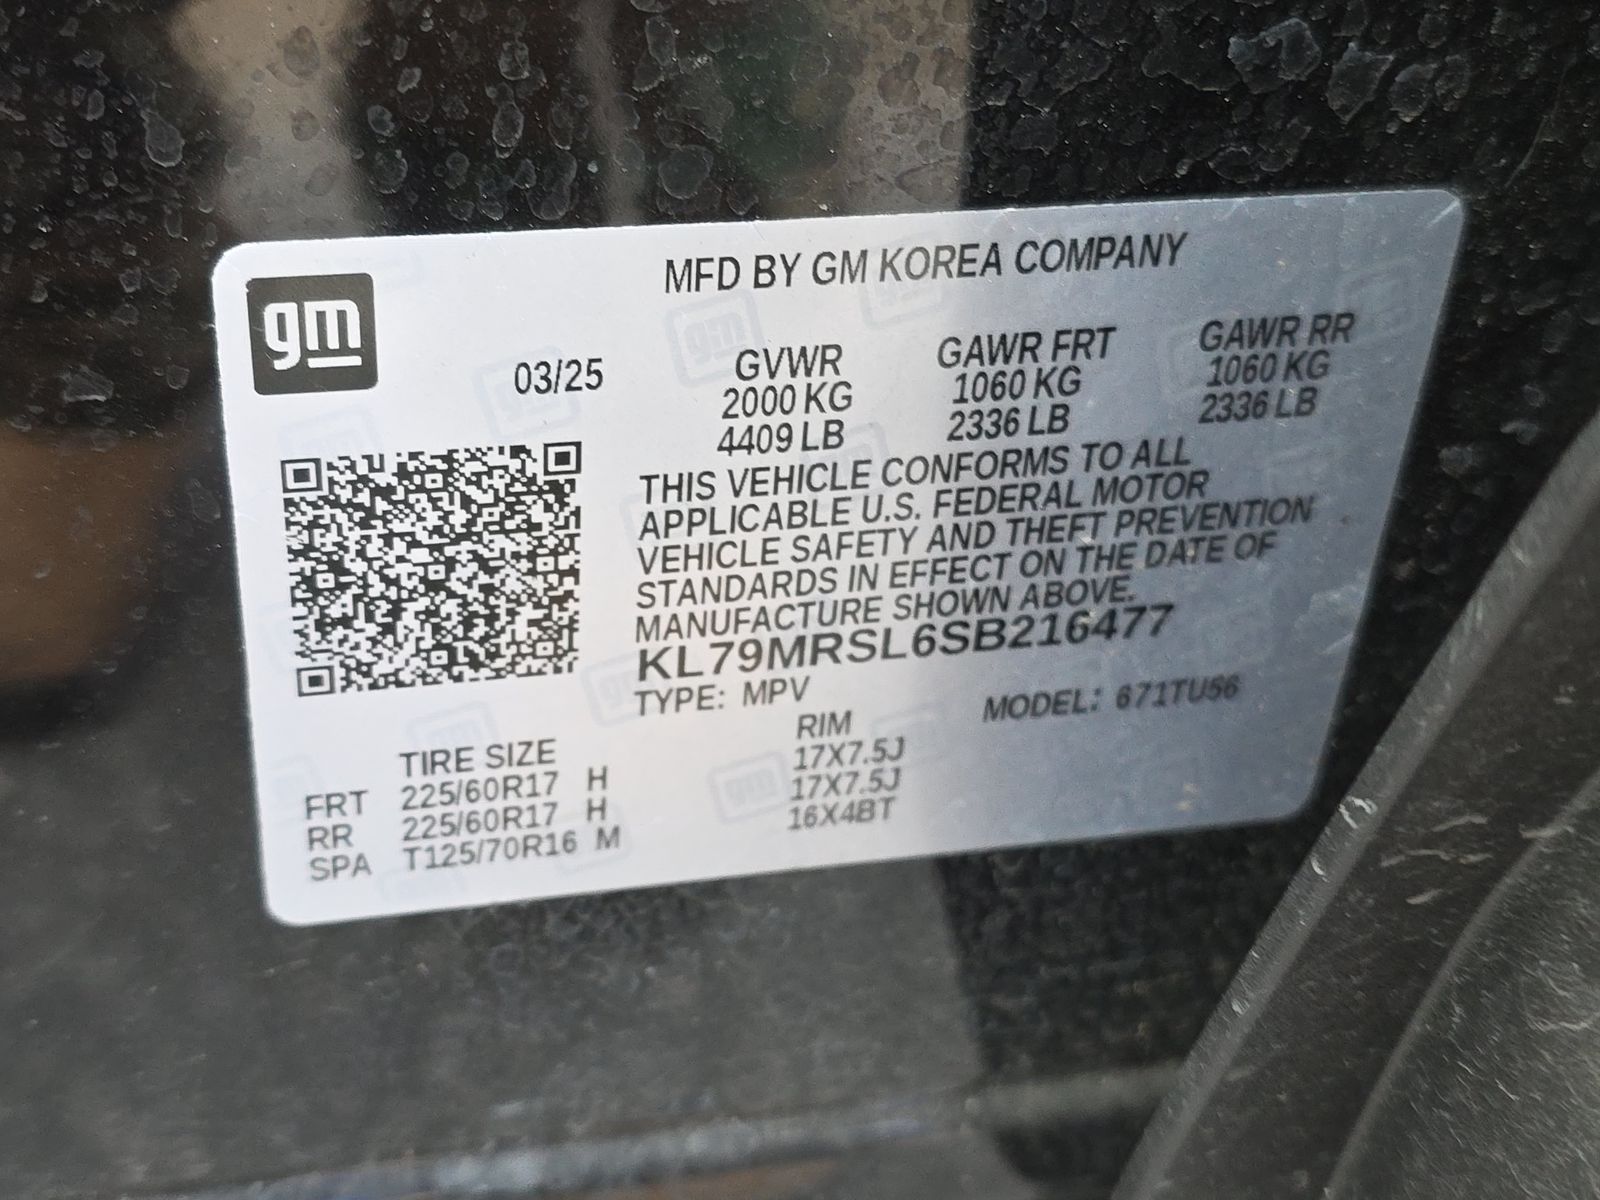 gm
MFD BY GM KOREA COMPANY
03/25
GVWR GAWR FRT GAWR RR
2000 KG 1060 KG 1060 KG
4409 LB 2336 LB 2336 LB
THIS VEHICLE CONFORMS TO ALL
APPLICABLE U.S. FEDERAL MOTOR
VEHICLE SAFETY AND THEFT PREVENTION
STANDARDS IN EFFECT ON THE DATE OF
MANUFACTURE SHOWN ABOVE.
KL79MRSL6SB216477
TYPE: MPV MODEL: 671TU56
TIRE SIZE RIM
FRT 225/60R17 H 17X7.5J
RR 225/60R17 H 17X7.5J
SPA T125/70R16 M 16X4BT